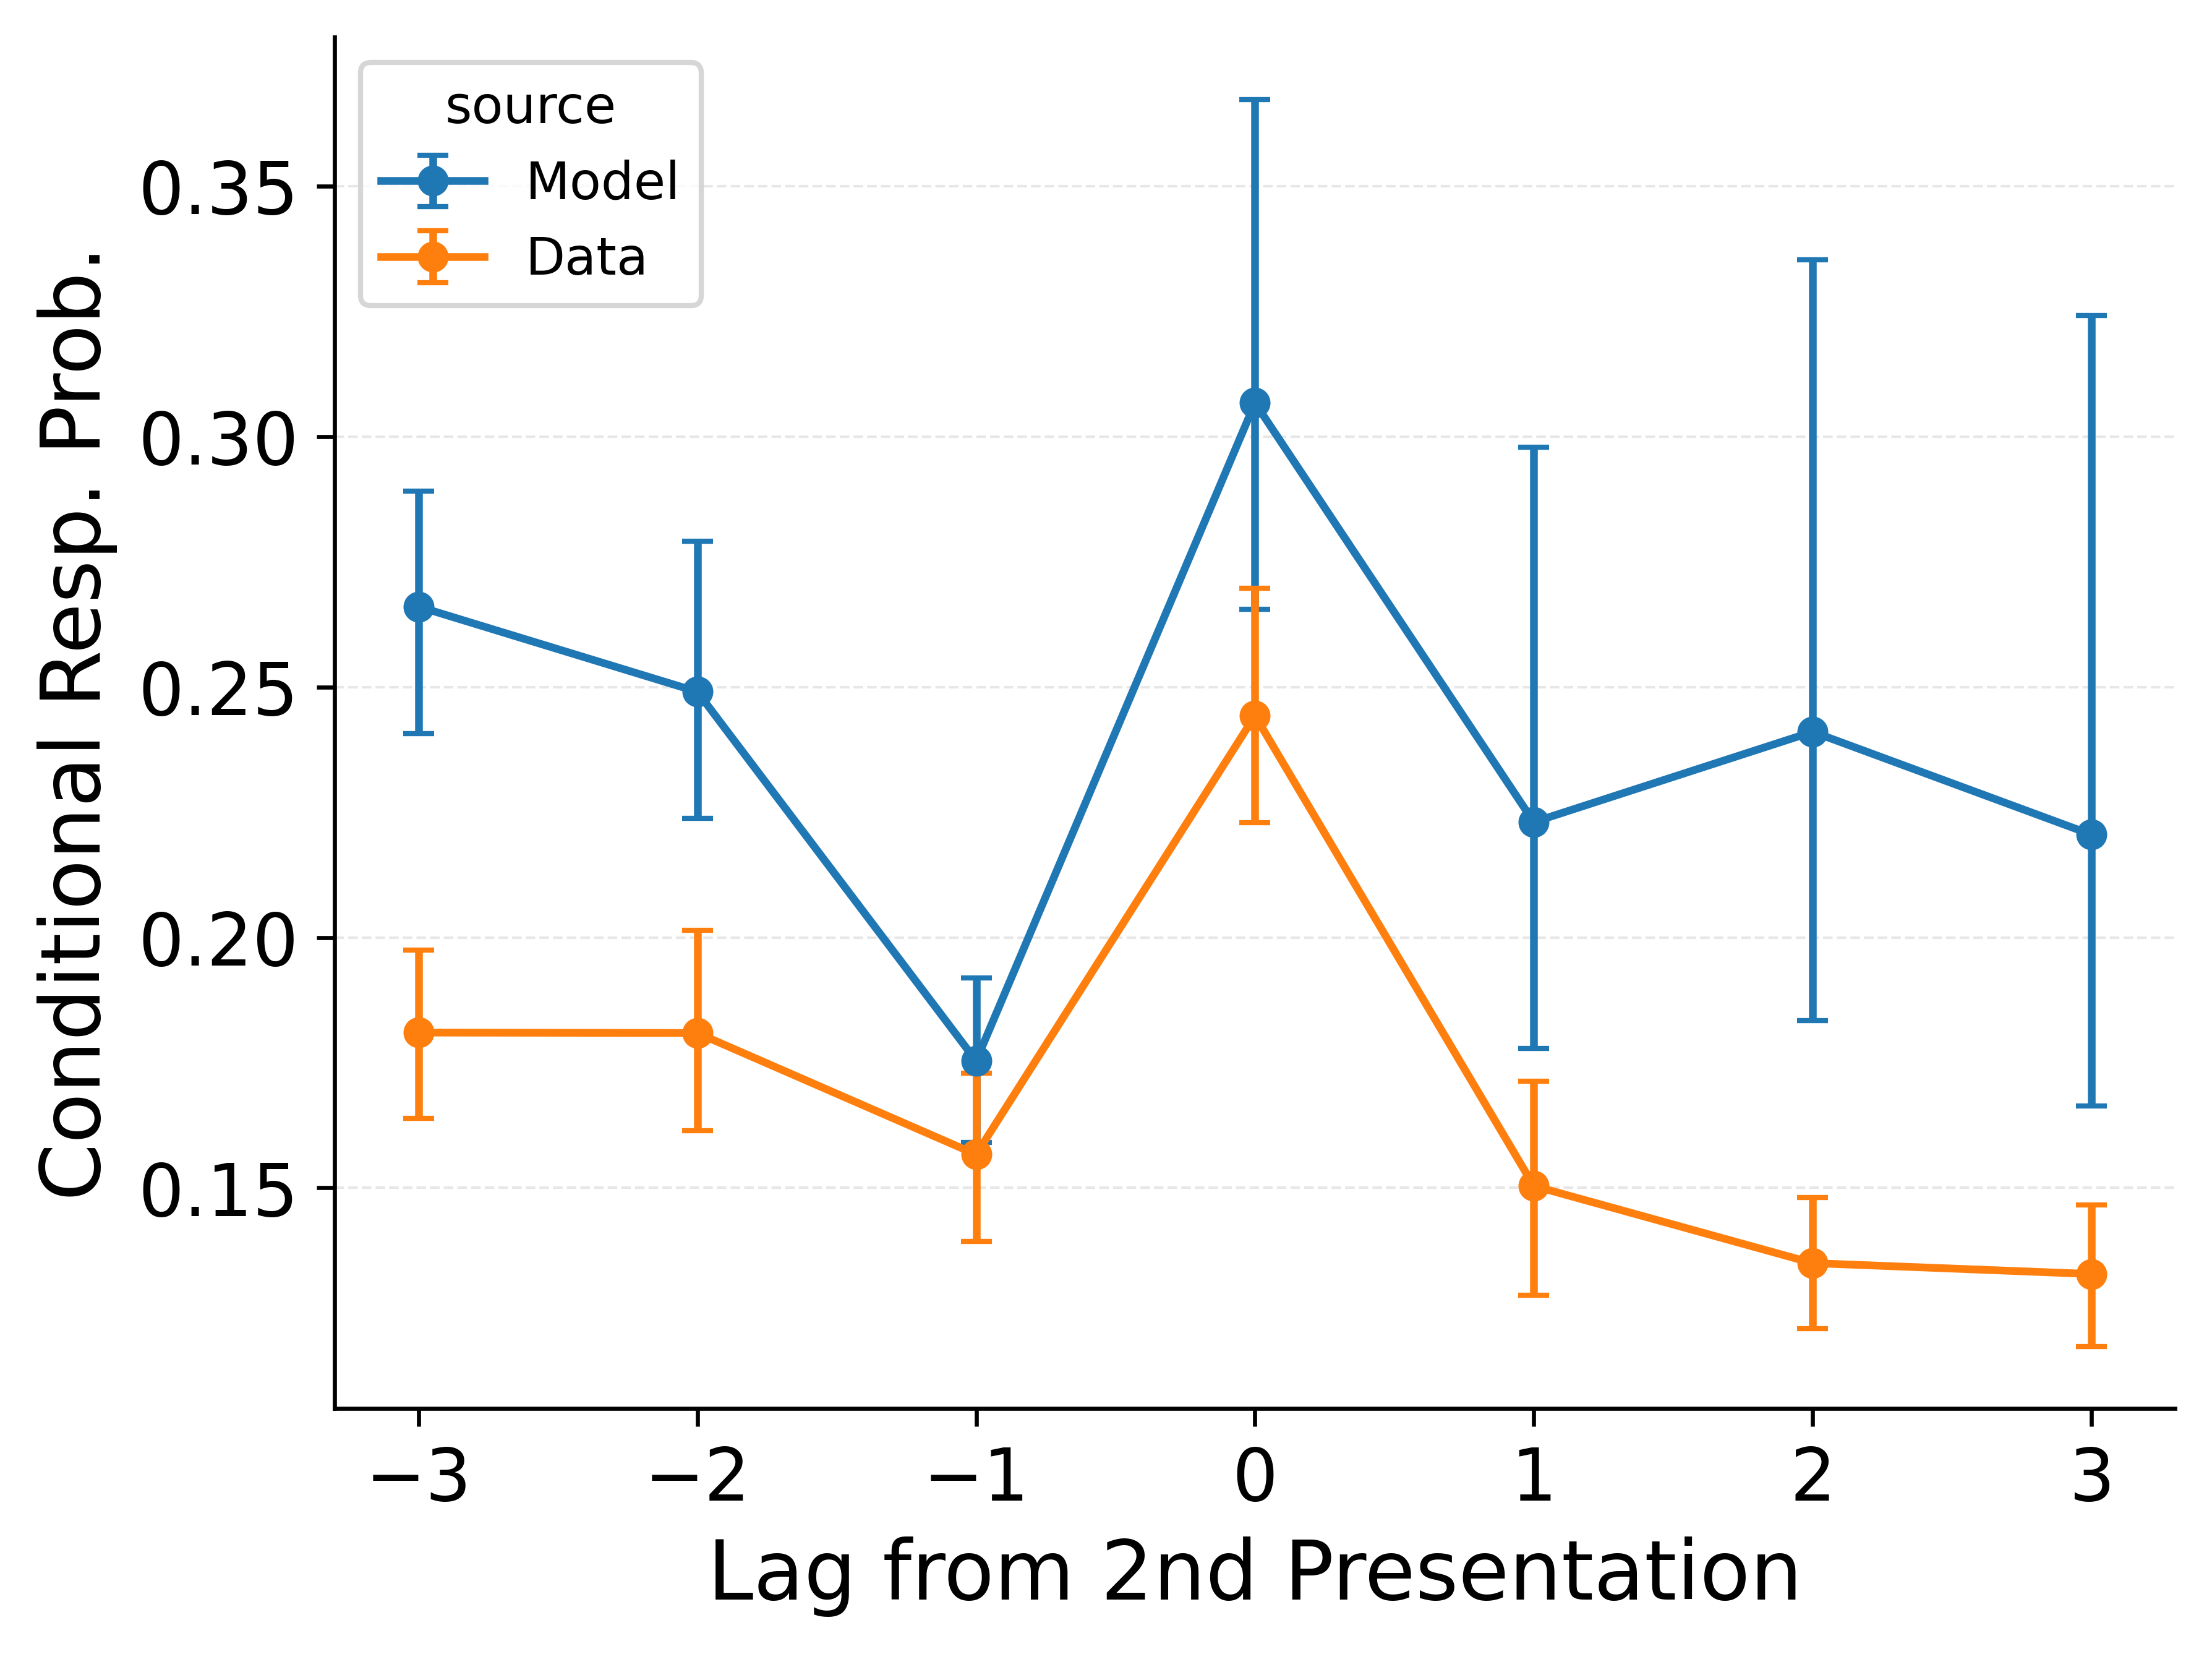 source
Model
Data
Conditional Resp. Prob.
0.35
0.30
0.25
0.20
0.15
−3 −2 −1 0 1 2 3
Lag from 2nd Presentation